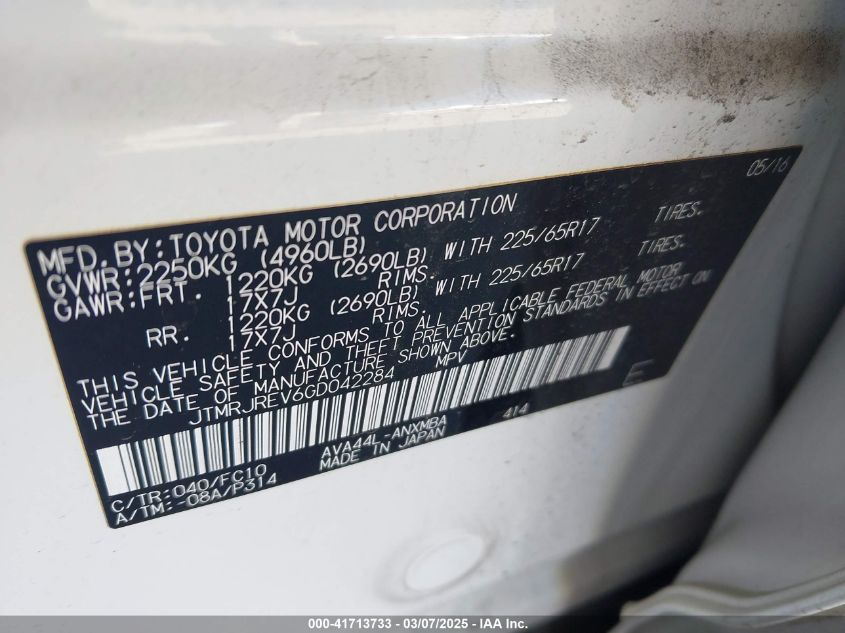 05/16
MFD. BY: TOYOTA MOTOR CORPORATION
GVWR: 2250KG (4960LB)
GAWR: FRT. 1220KG (2690LB) WITH 225/65R17 TIRES.
17X7J RIMS.
RR. 1220KG (2690LB) WITH 225/65R17 TIRES.
17X7J RIMS.
THIS VEHICLE CONFORMS TO ALL APPLICABLE FEDERAL MOTOR
VEHICLE SAFETY AND THEFT PREVENTION STANDARDS IN EFFECT ON
THE DATE OF MANUFACTURE SHOWN ABOVE.
JTMRJREV6GD042284 MPV
E
C/TR: 040/FC10 AVA44L-ANXMBA 414
A/TM: -08A/P314 MADE IN JAPAN
000-41713733 - 03/07/2025 - IAA Inc.